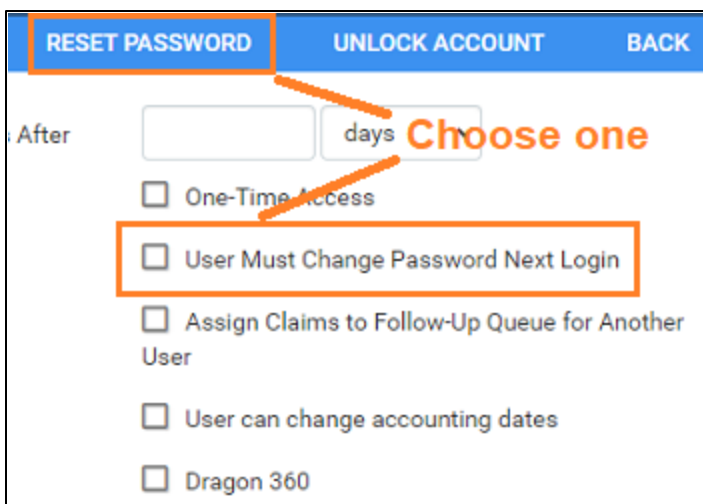 RESET PASSWORD UNLOCK ACCOUNT BACK
After days Choose one
One-Time Access
User Must Change Password Next Login
Assign Claims to Follow-Up Queue for Another
User
User can change accounting dates
Dragon 360